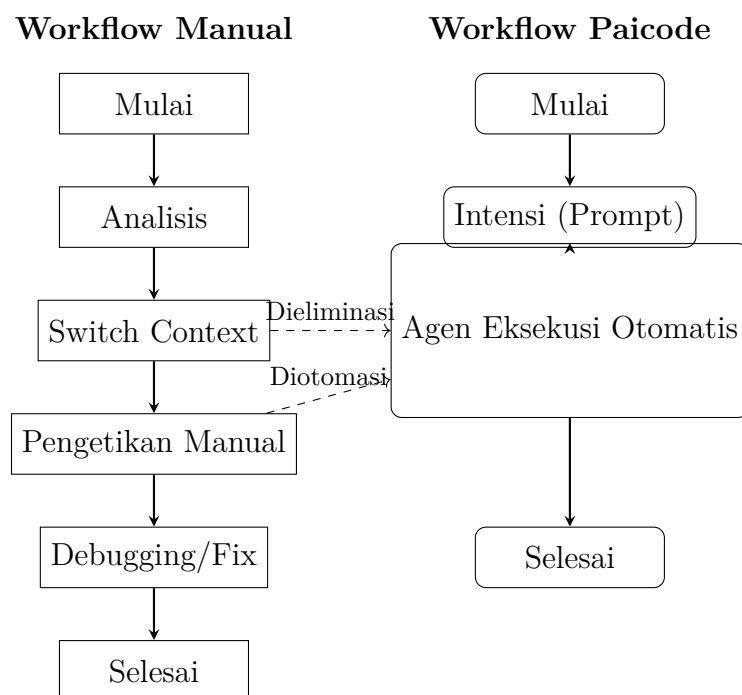 Workflow Manual
Mulai
Analisis
Switch Context
Pengetikan Manual
Debugging/Fix
Selesai
Dieliminasi
Diotomasi
Workflow Paicode
Mulai
Intensi (Prompt)
Agen Eksekusi Otomatis
Selesai